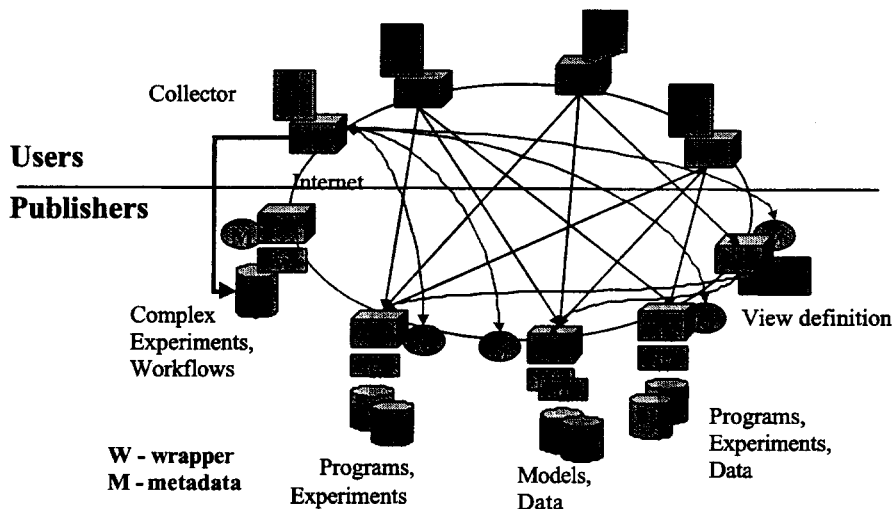 Collector
Users
Internet
Publishers
Complex
Experiments,
Workflows
View definition
Programs,
Experiments,
Data
W - wrapper
M - metadata
Programs,
Experiments
Models,
Data